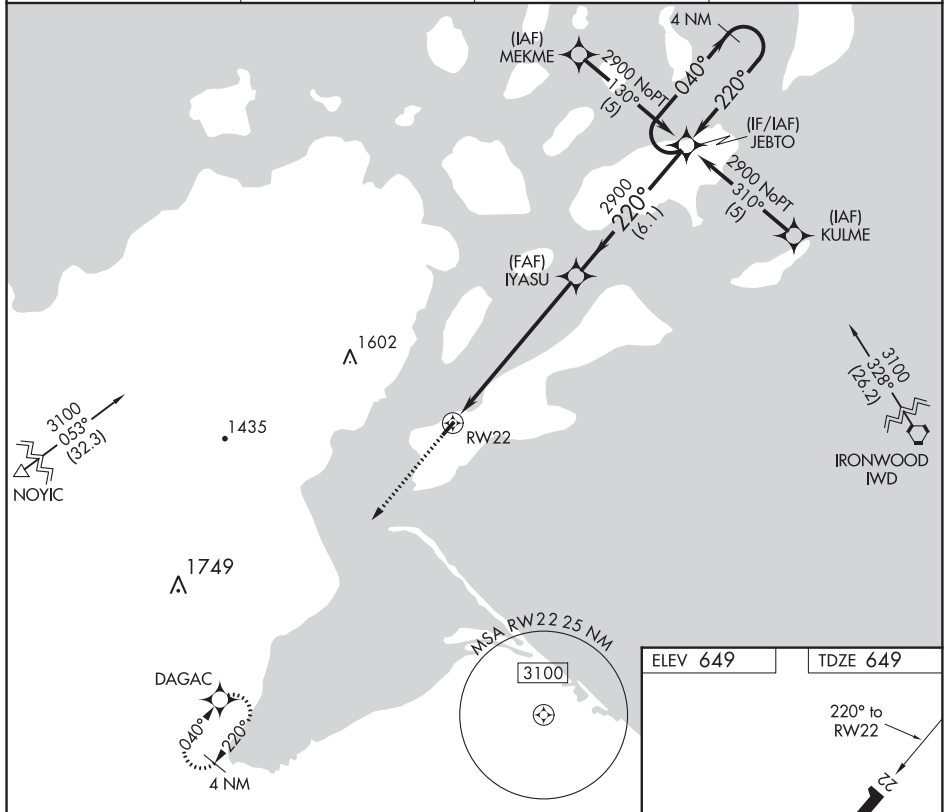 4 NM
(IAF)
MEKME
2900 NoPT
130°
(5)
040°
220°
(IF/IAF)
JEBTO
2900 NoPT
310°
(5)
(IAF)
KULME
2900
220°
(6.1)
(FAF)
IYASU
1602
3100
053°
(32.3)
NOYIC
1435
RW22
3100
328°
(26.2)
IRONWOOD
IWD
1749
MSA RW22 25 NM
3100
DAGAC
040°
220°
4 NM
ELEV 649
TDZE 649
220° to
RW22
22